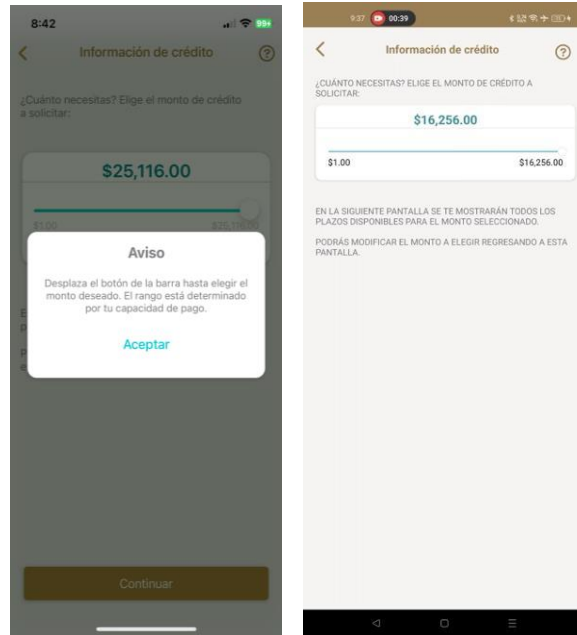 8:42
99+
Información de crédito
?
¿Cuánto necesitas? Elige el monto de crédito
a solicitar:
$25,116.00
$1.00 $25,116.00
Aviso
Desplaza el botón de la barra hasta elegir el
monto deseado. El rango está determinado
por tu capacidad de pago.
Aceptar
Continuar
9:37 00:39
Información de crédito
?
¿CUÁNTO NECESITAS? ELIGE EL MONTO DE CRÉDITO A
SOLICITAR:
$16,256.00
$1.00 $16,256.00
EN LA SIGUIENTE PANTALLA SE TE MOSTRARÁN TODOS LOS
PLAZOS DISPONIBLES PARA EL MONTO SELECCIONADO.
PODRÁS MODIFICAR EL MONTO A ELEGIR REGRESANDO A ESTA
PANTALLA.